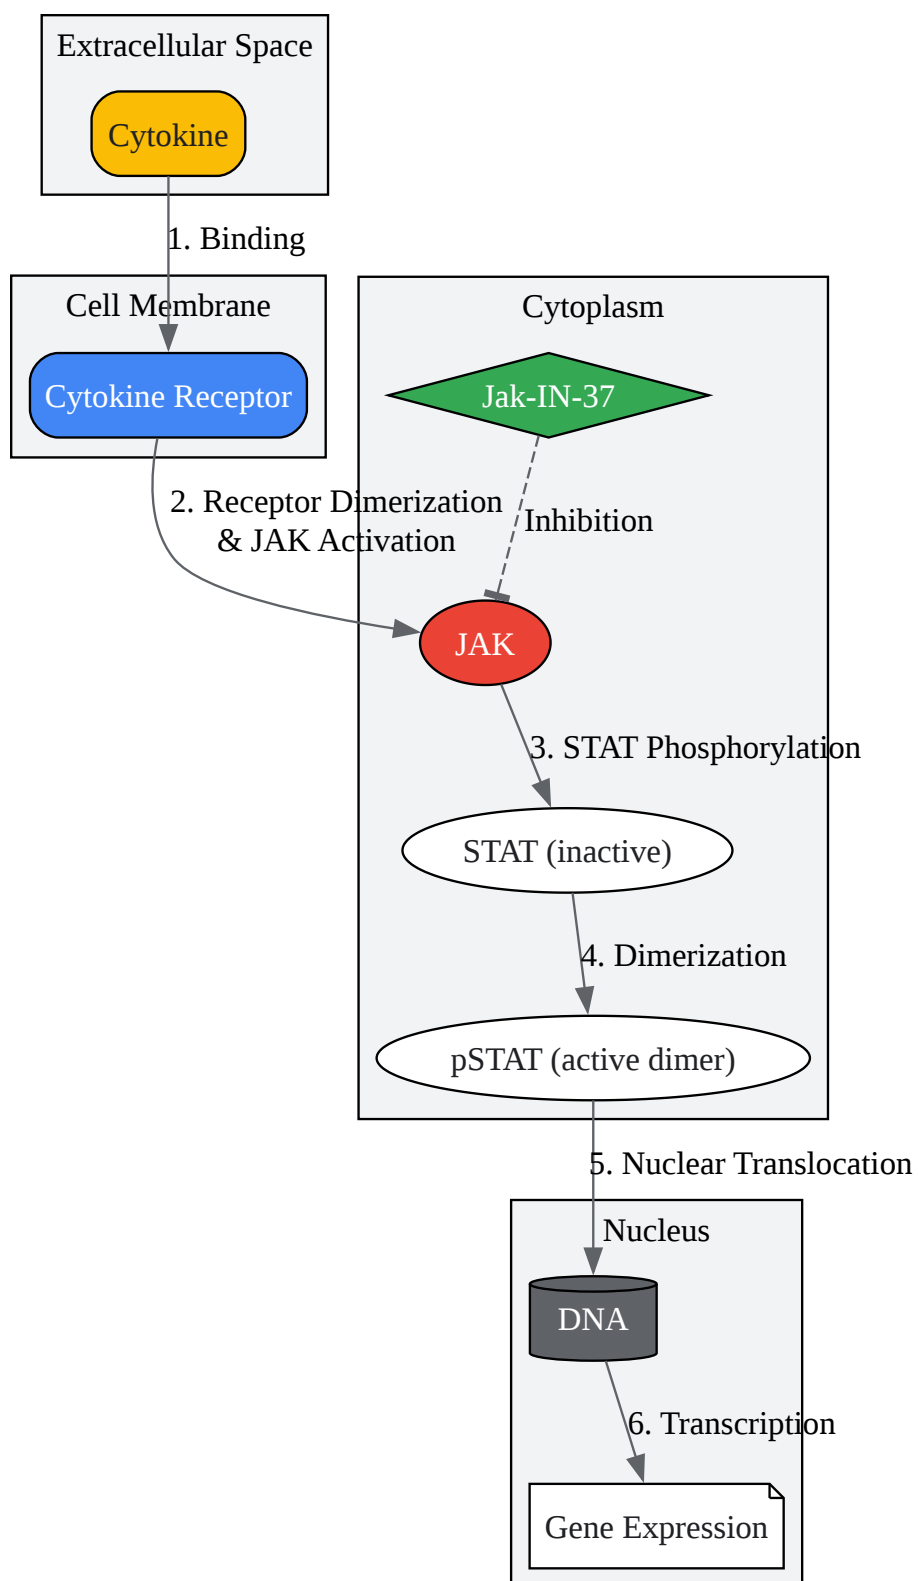 Extracellular Space
Cytokine
1. Binding
Cell Membrane
Cytokine Receptor
Cytoplasm
Jak-IN-37
2. Receptor Dimerization
& JAK Activation
Inhibition
JAK
3. STAT Phosphorylation
STAT (inactive)
4. Dimerization
pSTAT (active dimer)
5. Nuclear Translocation
Nucleus
DNA
6. Transcription
Gene Expression